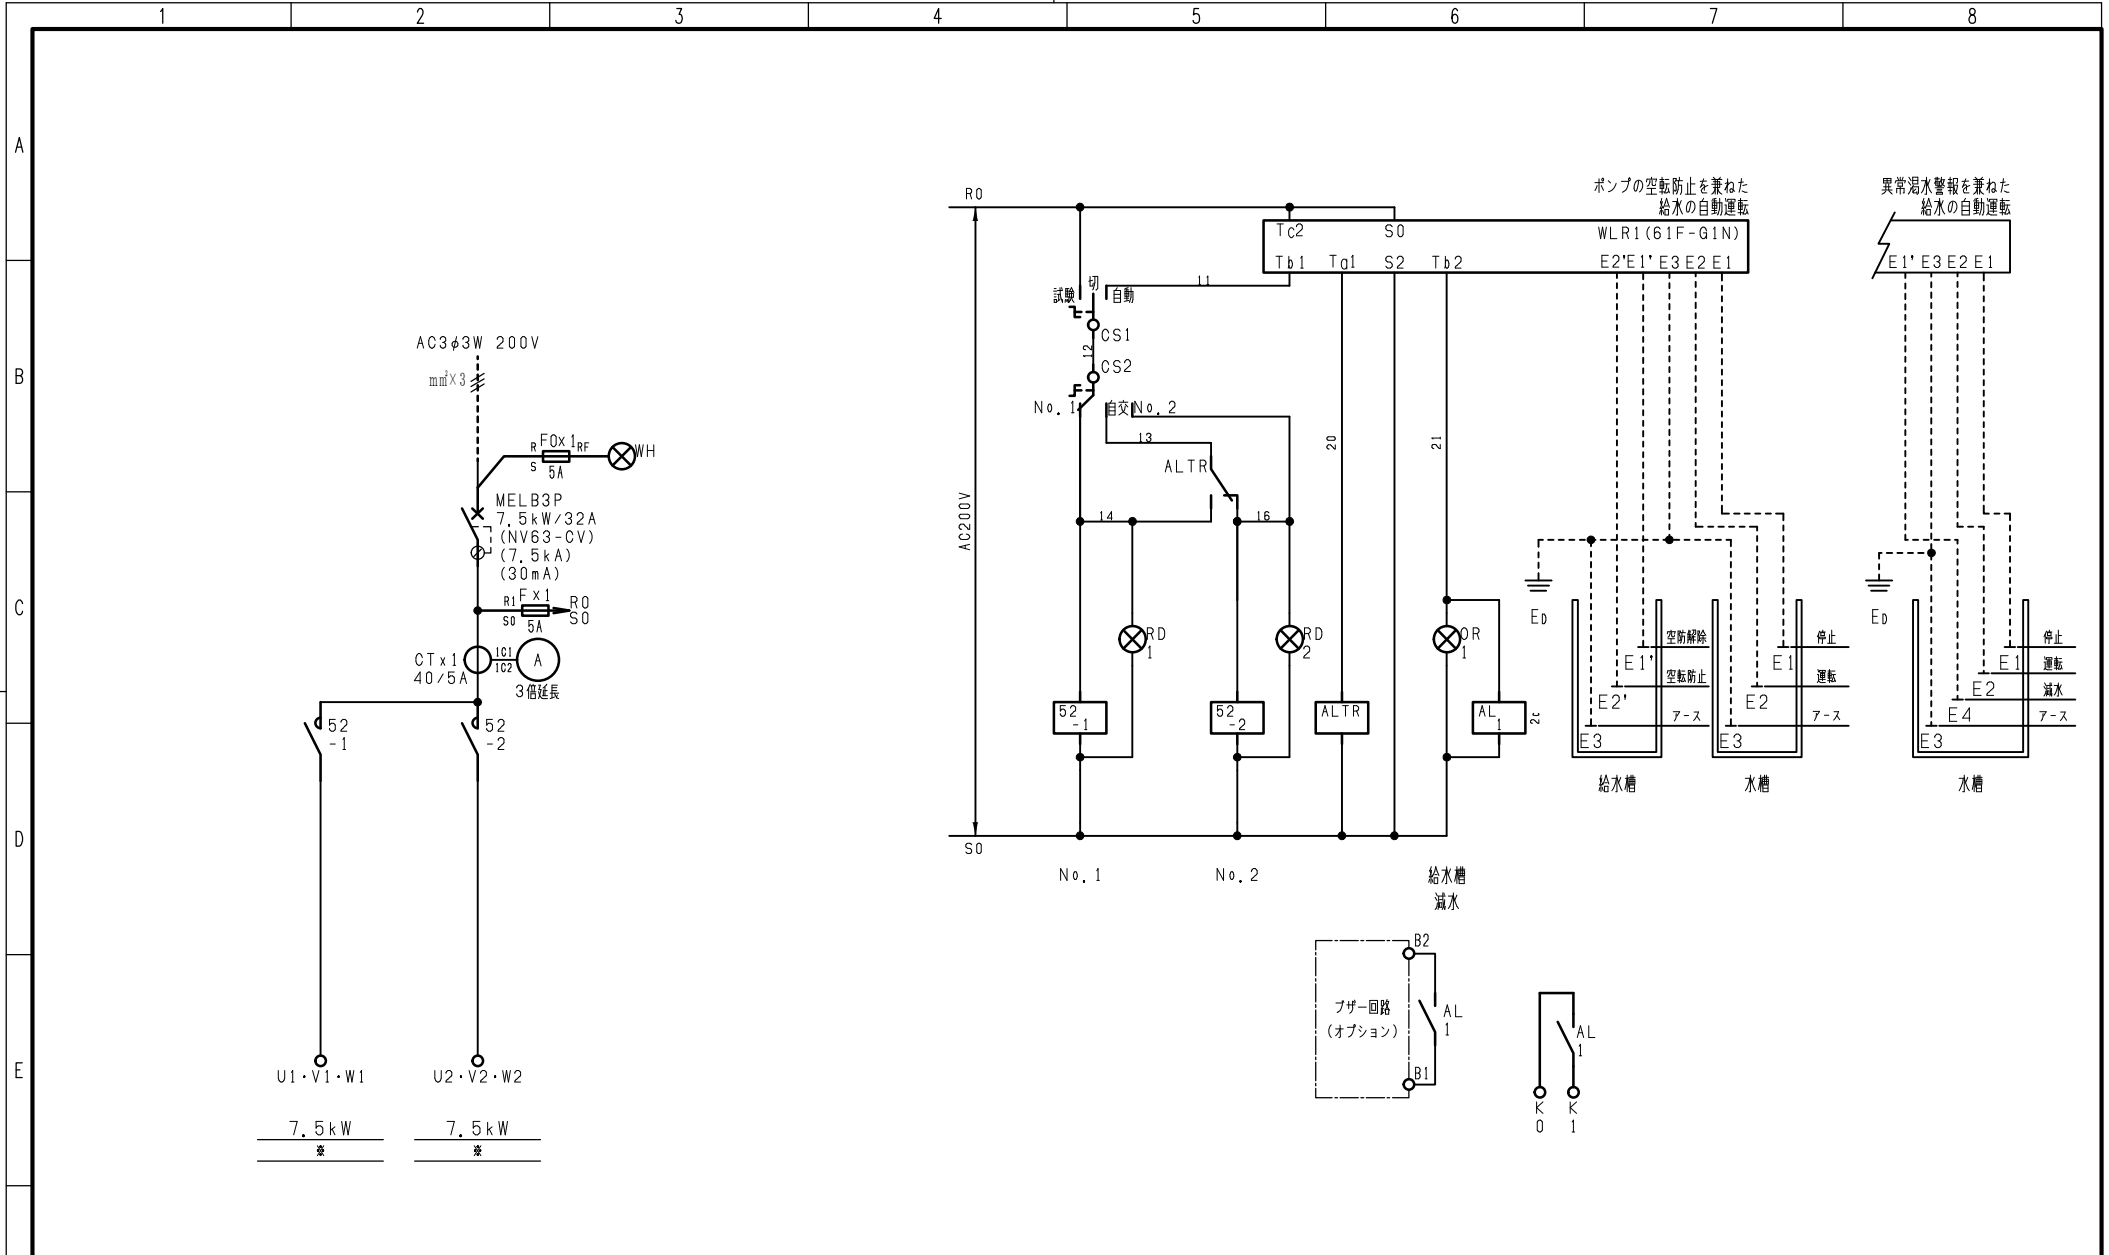 1 2 3 4 5 6 7 8
A
B
C
D
E
AC3φ3W 200V
mm²×3
R F0x1 RF
S 5A
WH
MELB3P
7.5kW/32A
(NV63-CV)
(7.5kA)
(30mA)
R1 Fx1 R0
S0 5A S0
CTx1
40/5A
1C1
1C2
A
3倍延長
52
-1
52
-2
U1・V1・W1
U2・V2・W2
7.5kW
※
7.5kW
※
R0
AC200V
S0
試験 切 自動
11
CS1
12
CS2
No.1 自交 No.2
13
ALTR
14
16
20
21
RD
1
RD
2
OR
1
52
-1
52
-2
ALTR
AL
1
2c
No.1
No.2
給水槽
減水
ポンプの空転防止を兼ねた
給水の自動運転
Tc2 S0 WLR1(61F-G1N)
Tb1 Ta1 S2 Tb2 E2' E1' E3 E2 E1
ED
空防解除
E1'
空転防止
E2'
アース
E3
給水槽
停止
E1
運転
E2
アース
E3
水槽
異常渇水警報を兼ねた
給水の自動運転
E1' E3 E2 E1
ED
停止
E1
運転
E2
減水
E4
アース
E3
水槽
ブザー回路
(オプション)
B2
AL
1
B1
AL
1
K
0
K
1